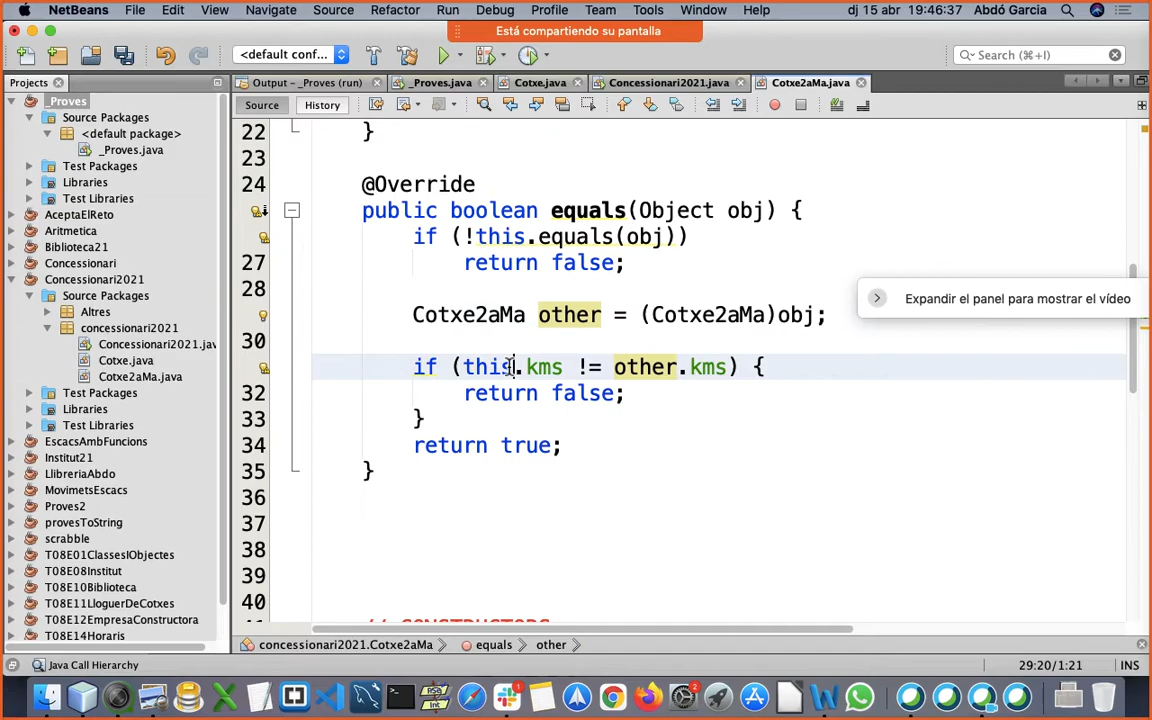 NetBeans File Edit View Navigate Source Refactor Run Debug Profile Team Tools Window Help dj 15 abr 19:46:37 Abdó Garcia
Está compartiendo su pantalla
<default conf... Search (⌘+I)
Projects
_Proves
Source Packages
<default package>
_Proves.java
Test Packages
Libraries
Test Libraries
AceptaElReto
Aritmetica
Biblioteca21
Concessionari
Concessionari2021
Source Packages
Altres
concessionari2021
Concessionari2021.jav
Cotxe.java
Cotxe2aMa.java
Test Packages
Libraries
Test Libraries
EscacsAmbFuncions
Institut21
LlibreriaAbdo
MovimetsEscacs
Proves2
provesToString
scrabble
T08E01ClassesIObjectes
T08E08Institut
T08E10Biblioteca
T08E11LloguerDeCotxes
T08E12EmpresaConstructora
T08E14Horaris
Output - _Proves (run) _Proves.java Cotxe.java Concessionari2021.java Cotxe2aMa.java
Source History
22 }
23
24 @Override
public boolean equals(Object obj) {
if (!this.equals(obj))
27 return false;
28
Cotxe2aMa other = (Cotxe2aMa)obj;
30
if (this.kms != other.kms) {
32 return false;
33 }
34 return true;
35 }
36
37
38
39
40
// CONSTRUCTORS
Expandir el panel para mostrar el vídeo
concessionari2021.Cotxe2aMa equals other
Java Call Hierarchy 29:20/1:21 INS